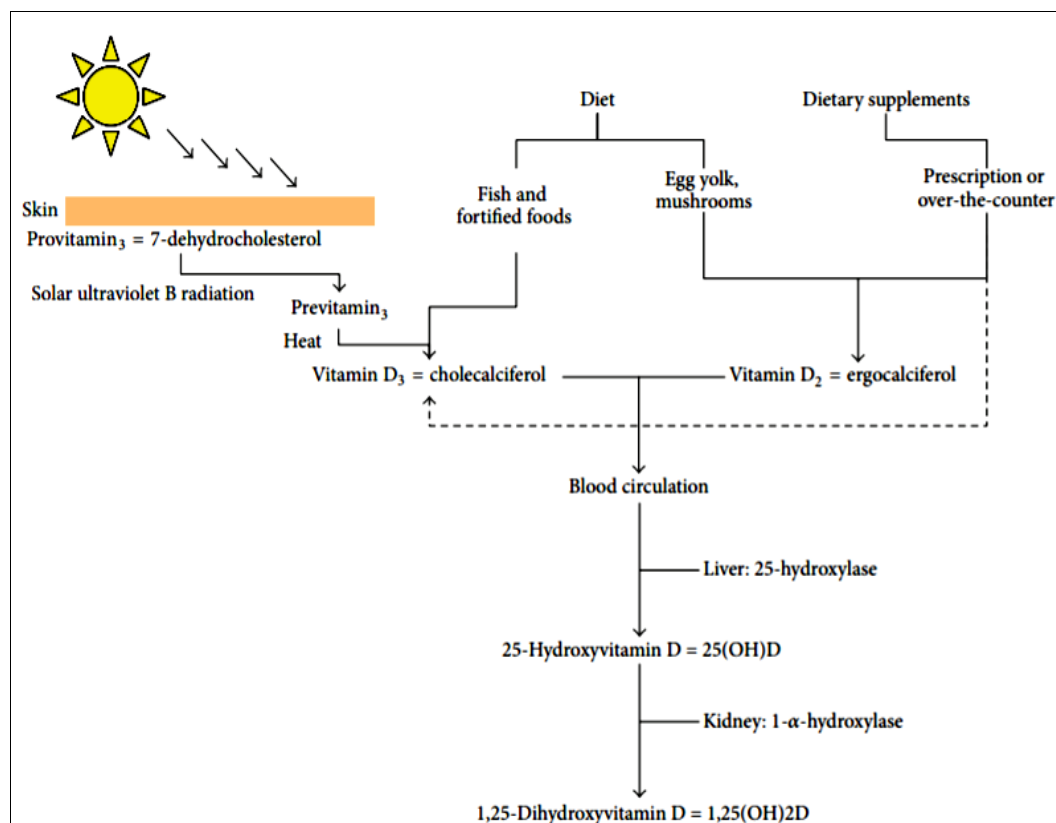 Diet
Dietary supplements
Skin
Provitamin₃ = 7-dehydrocholesterol
Fish and
fortified foods
Egg yolk,
mushrooms
Prescription or
over-the-counter
Solar ultraviolet B radiation
Previtamin₃
Heat
Vitamin D₃ = cholecalciferol
Vitamin D₂ = ergocalciferol
Blood circulation
Liver: 25-hydroxylase
25-Hydroxyvitamin D = 25(OH)D
Kidney: 1-α-hydroxylase
1,25-Dihydroxyvitamin D = 1,25(OH)2D